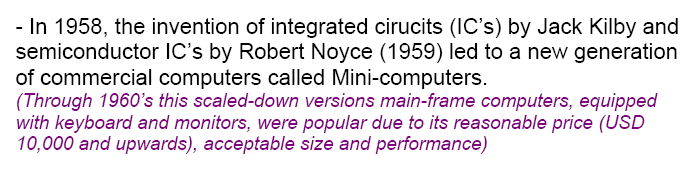 - In 1958, the invention of integrated cirucits (IC's) by Jack Kilby and
semiconductor IC's by Robert Noyce (1959) led to a new generation
of commercial computers called Mini-computers.
(Through 1960's this scaled-down versions main-frame computers, equipped
with keyboard and monitors, were popular due to its reasonable price (USD
10,000 and upwards), acceptable size and performance)